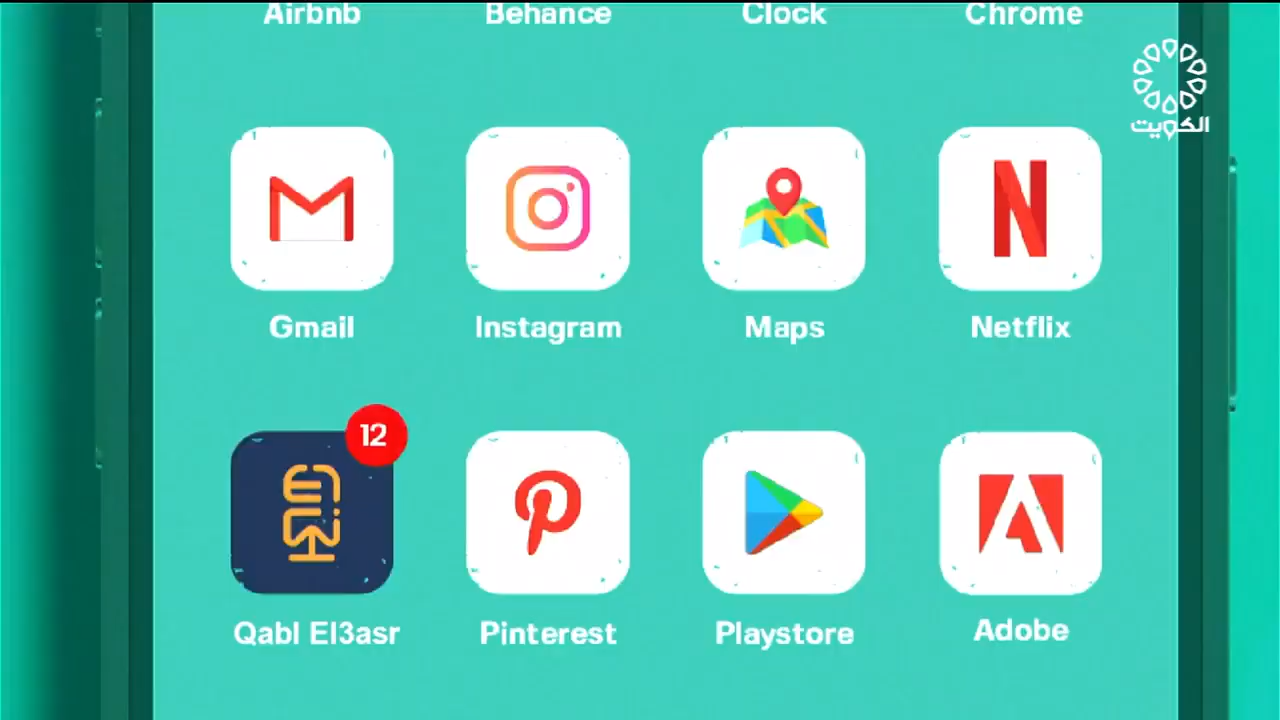 Airbnb Behance Clock Chrome
الكويت
Gmail Instagram Maps Netflix
12
Qabl El3asr Pinterest Playstore Adobe